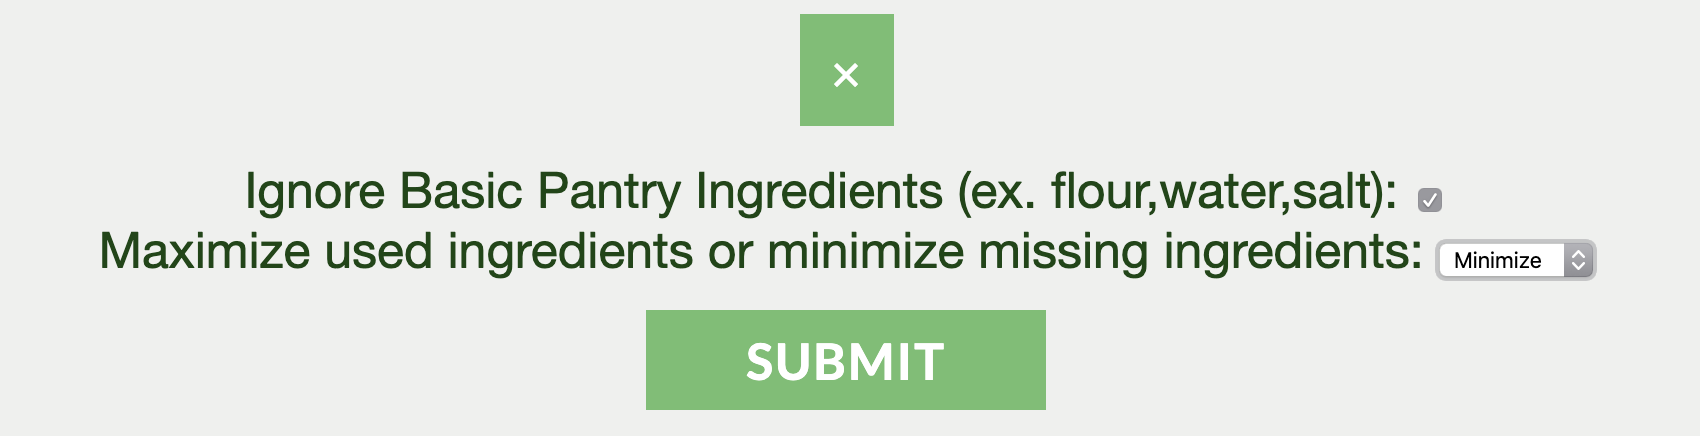 ×
Ignore Basic Pantry Ingredients (ex. flour,water,salt):
Maximize used ingredients or minimize missing ingredients: Minimize
SUBMIT